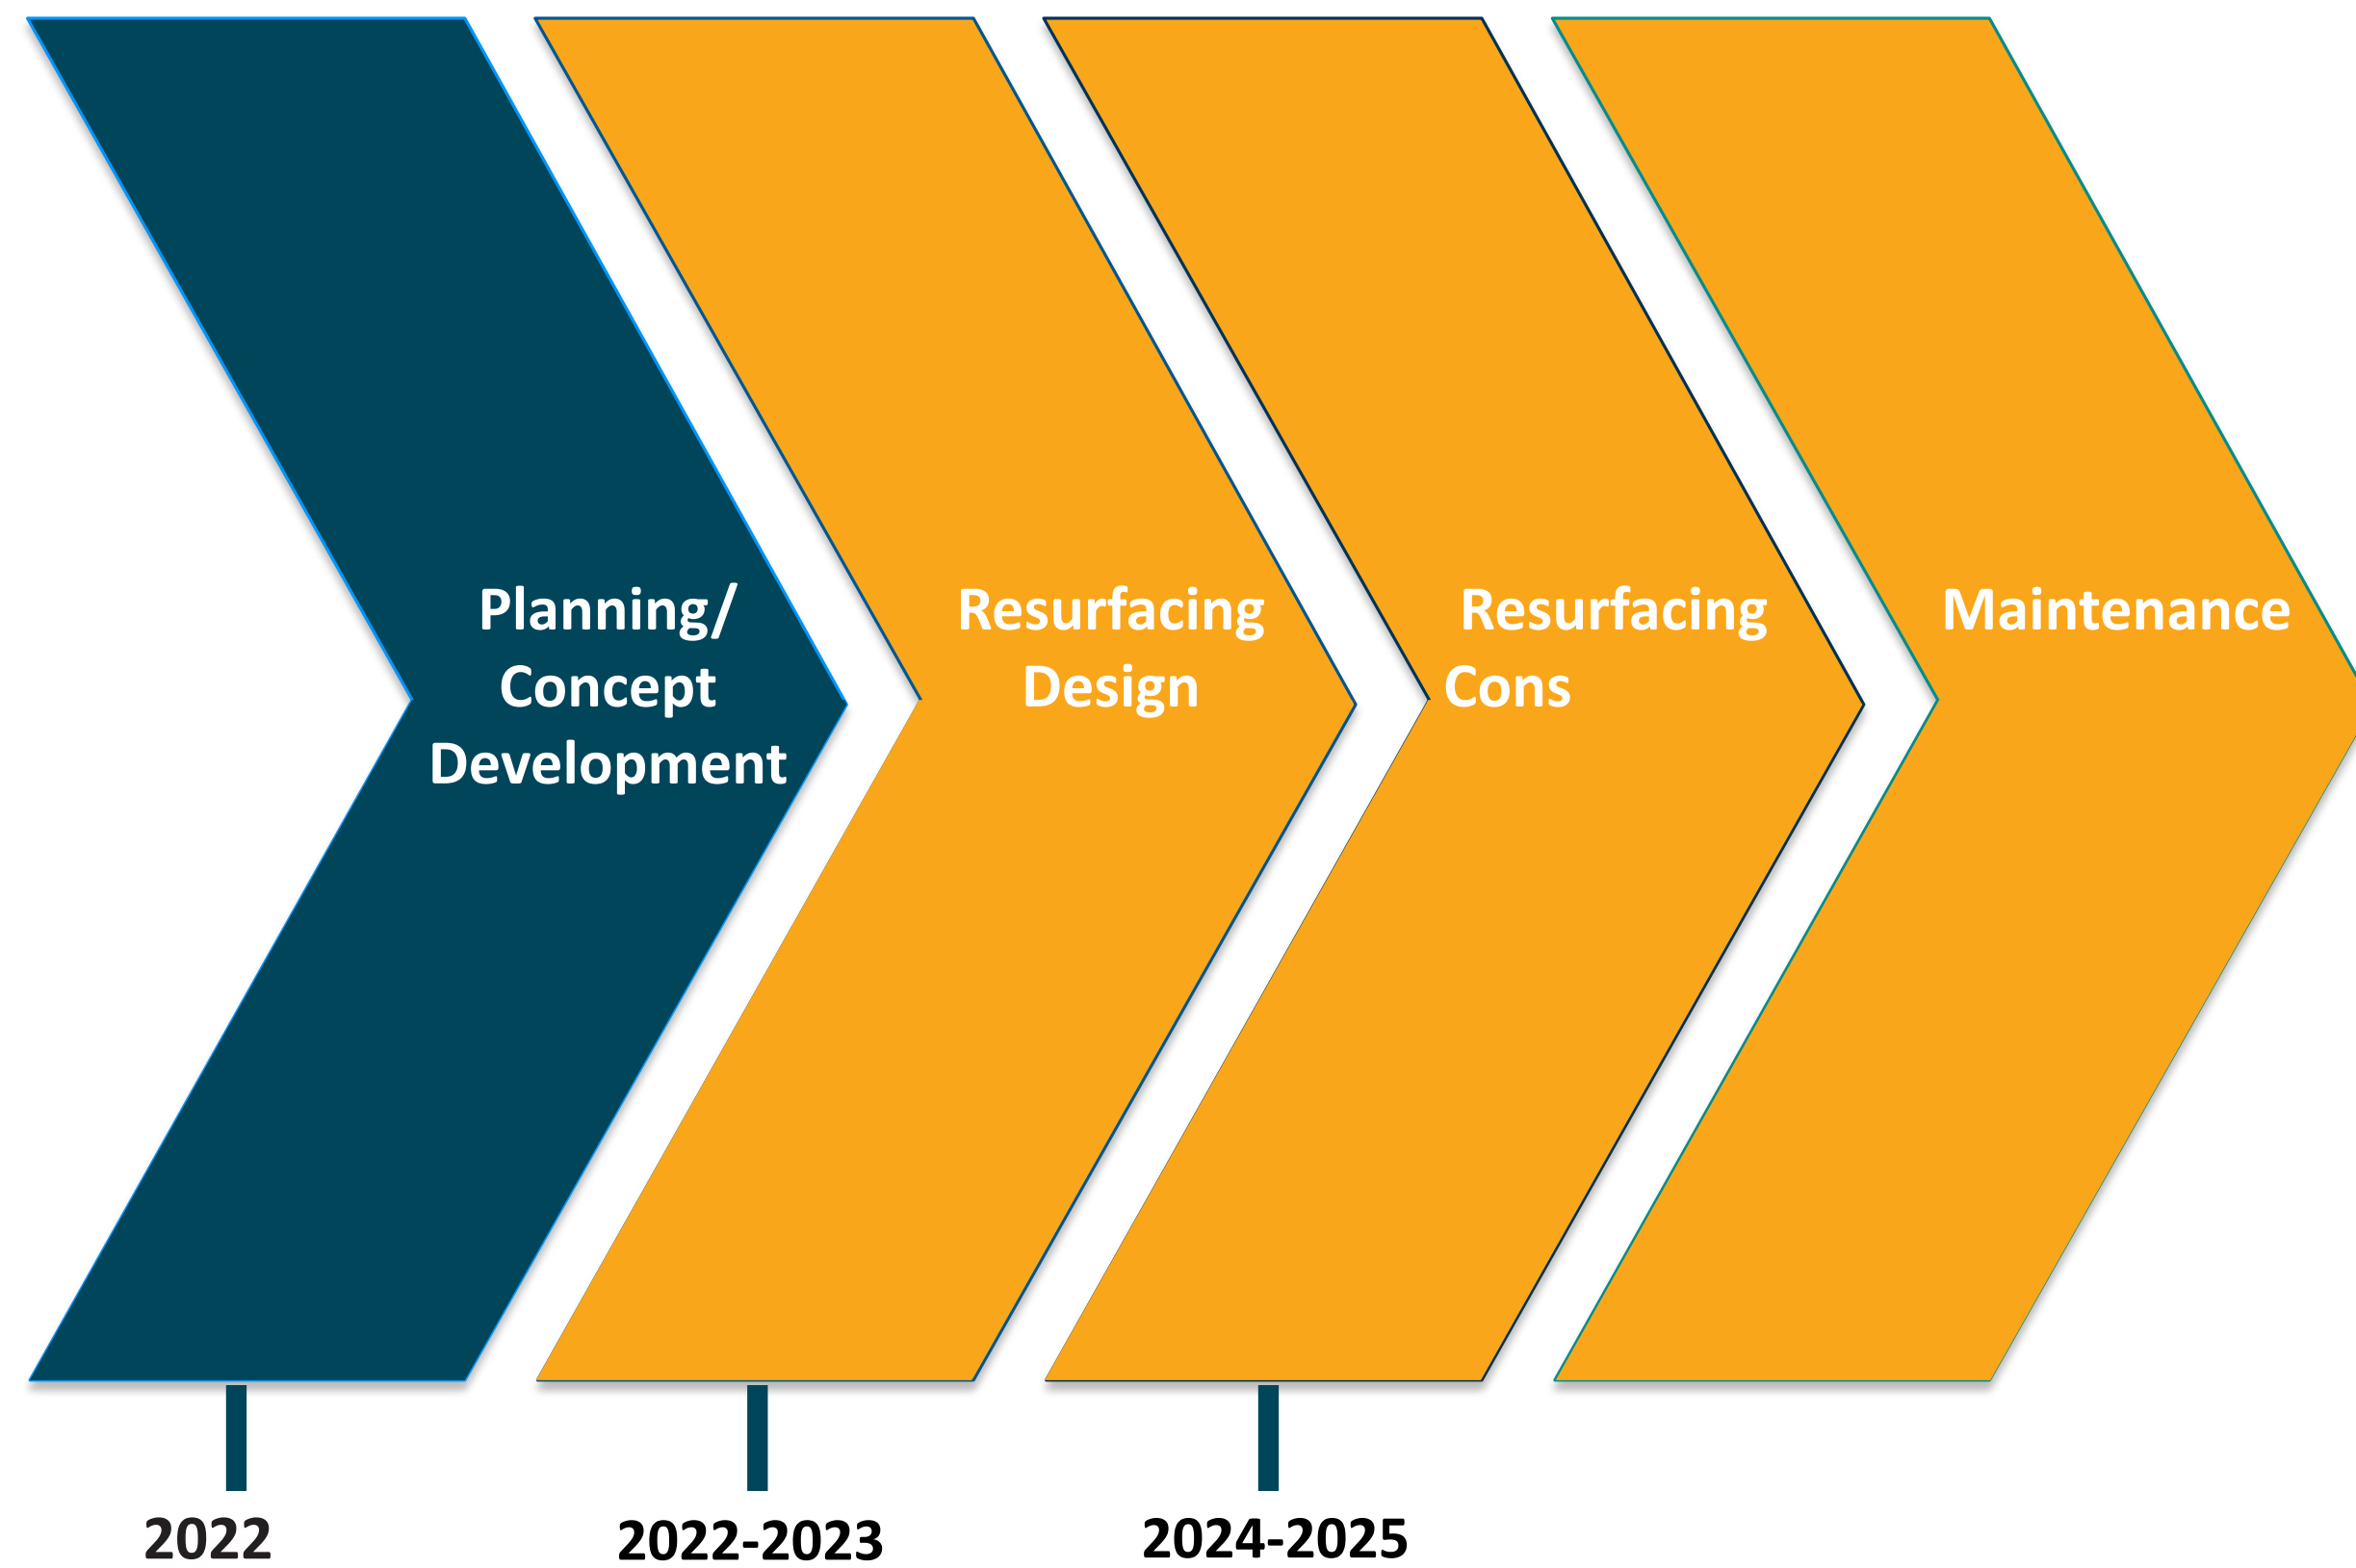 Planning/
Concept
Development
Resurfacing
Design
Resurfacing
Cons
Maintenance
2022
2022-2023
2024-2025